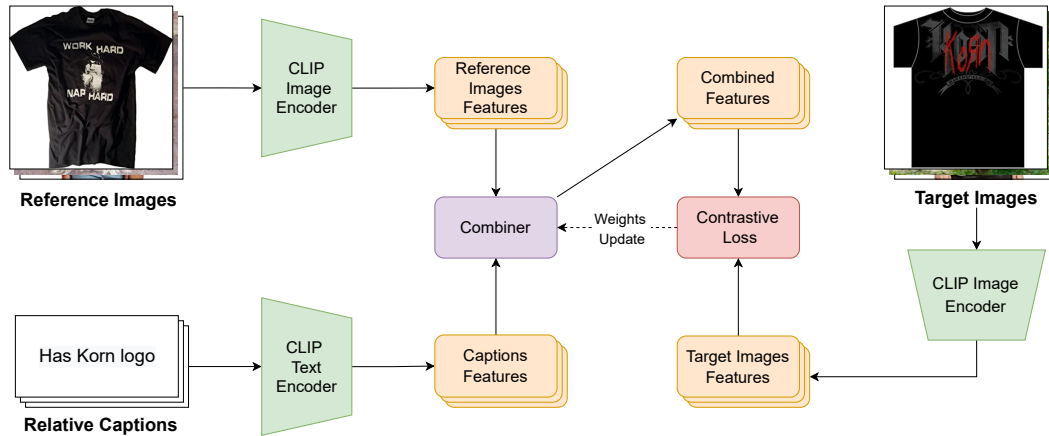 WORK HARD
NAP HARD
Reference Images
CLIP
Image
Encoder
Reference
Images
Features
Combined
Features
Korn
Korn
Target Images
Combiner
Weights
Update
Contrastive
Loss
CLIP Image
Encoder
Has Korn logo
Relative Captions
CLIP
Text
Encoder
Captions
Features
Target Images
Features